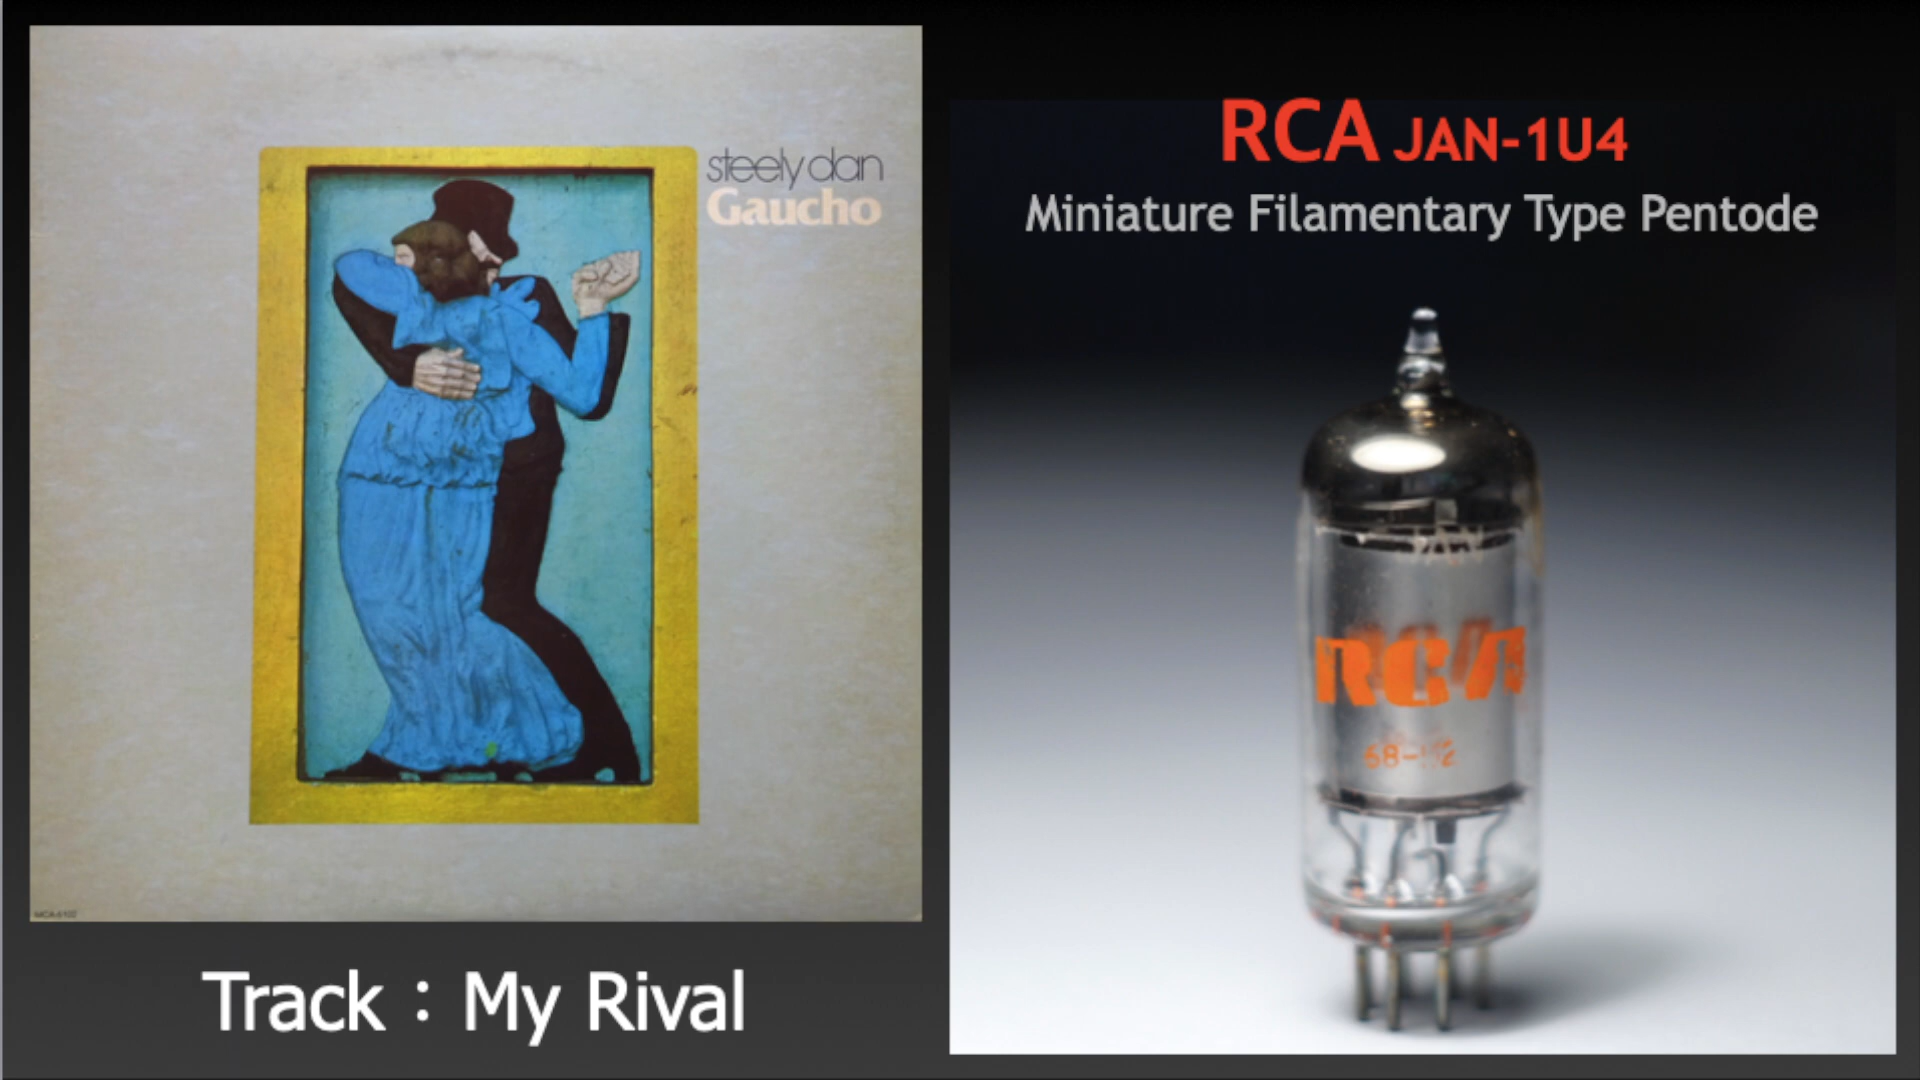 steely dan
Gaucho
Track : My Rival
RCA JAN-1U4
Miniature Filamentary Type Pentode
RCA